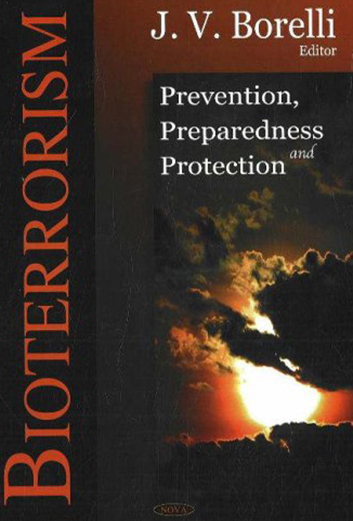 BIOTERRORISM
J. V. Borelli
Editor
Prevention,
Preparedness
and
Protection
NOVA